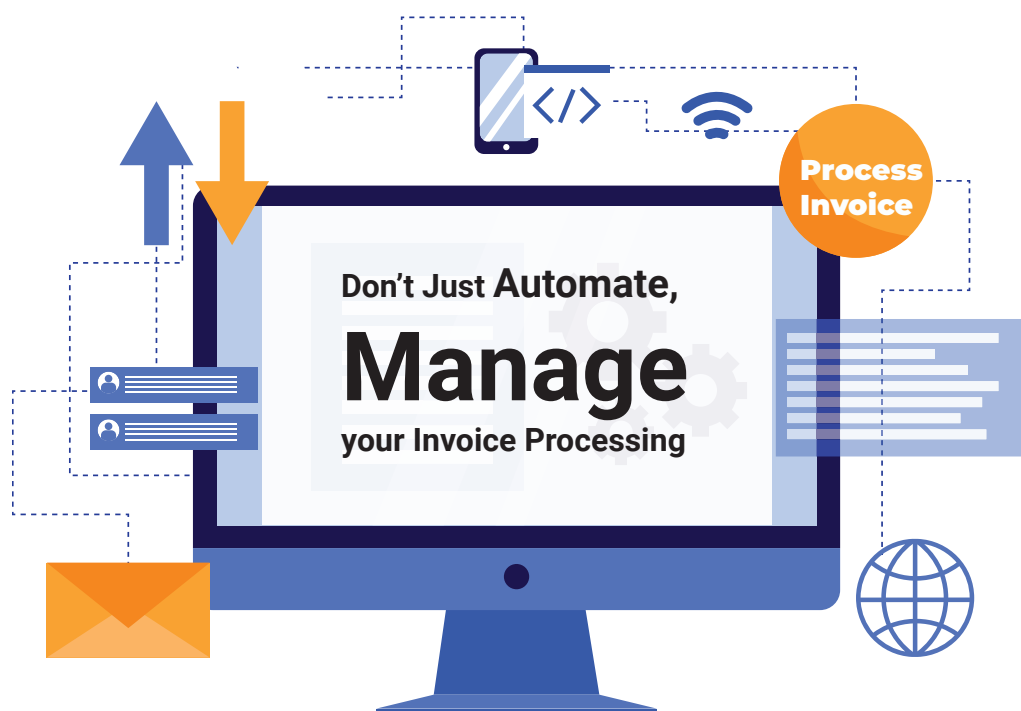 Process
Invoice
Don’t Just Automate,
Manage
your Invoice Processing